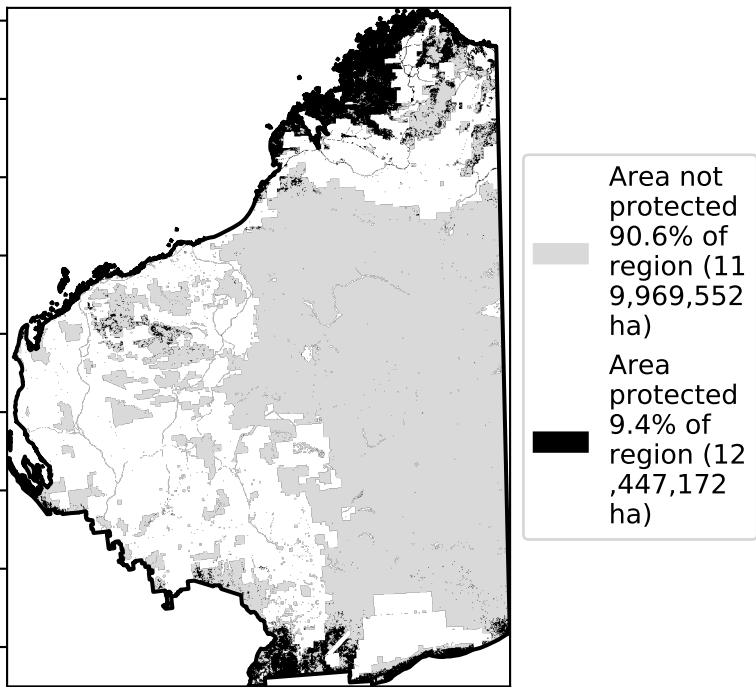 Area not
protected
90.6% of
region (11
9,969,552
ha)
Area
protected
9.4% of
region (12
,447,172
ha)